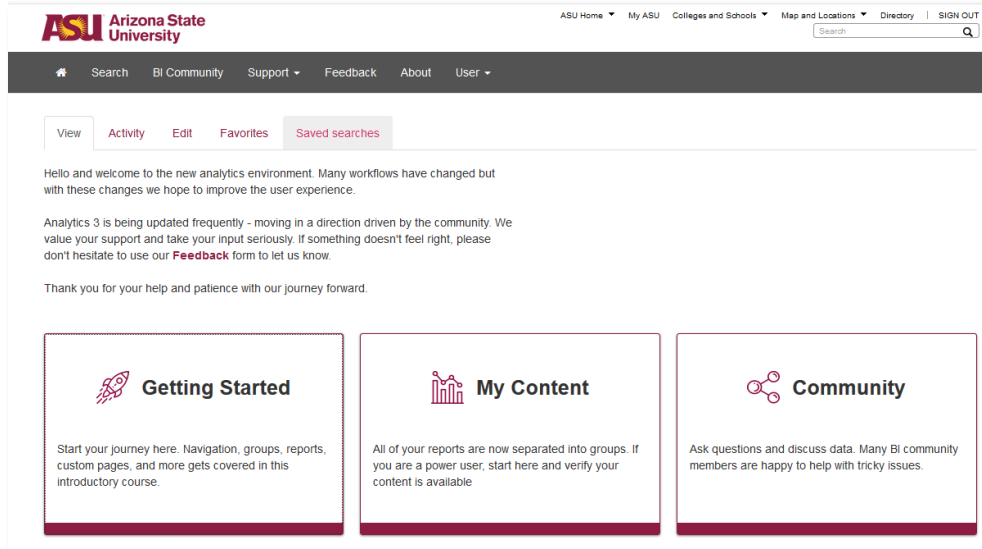 ASU Arizona State
University
ASU Home My ASU Colleges and Schools Map and Locations Directory | SIGN OUT
Search
Search BI Community Support Feedback About User
View Activity Edit Favorites Saved searches
Hello and welcome to the new analytics environment. Many workflows have changed but
with these changes we hope to improve the user experience.
Analytics 3 is being updated frequently - moving in a direction driven by the community. We
value your support and take your input seriously. If something doesn't feel right, please
don't hesitate to use our Feedback form to let us know.
Thank you for your help and patience with our journey forward.
Getting Started
Start your journey here. Navigation, groups, reports,
custom pages, and more gets covered in this
introductory course.
My Content
All of your reports are now separated into groups. If
you are a power user, start here and verify your
content is available
Community
Ask questions and discuss data. Many BI community
members are happy to help with tricky issues.